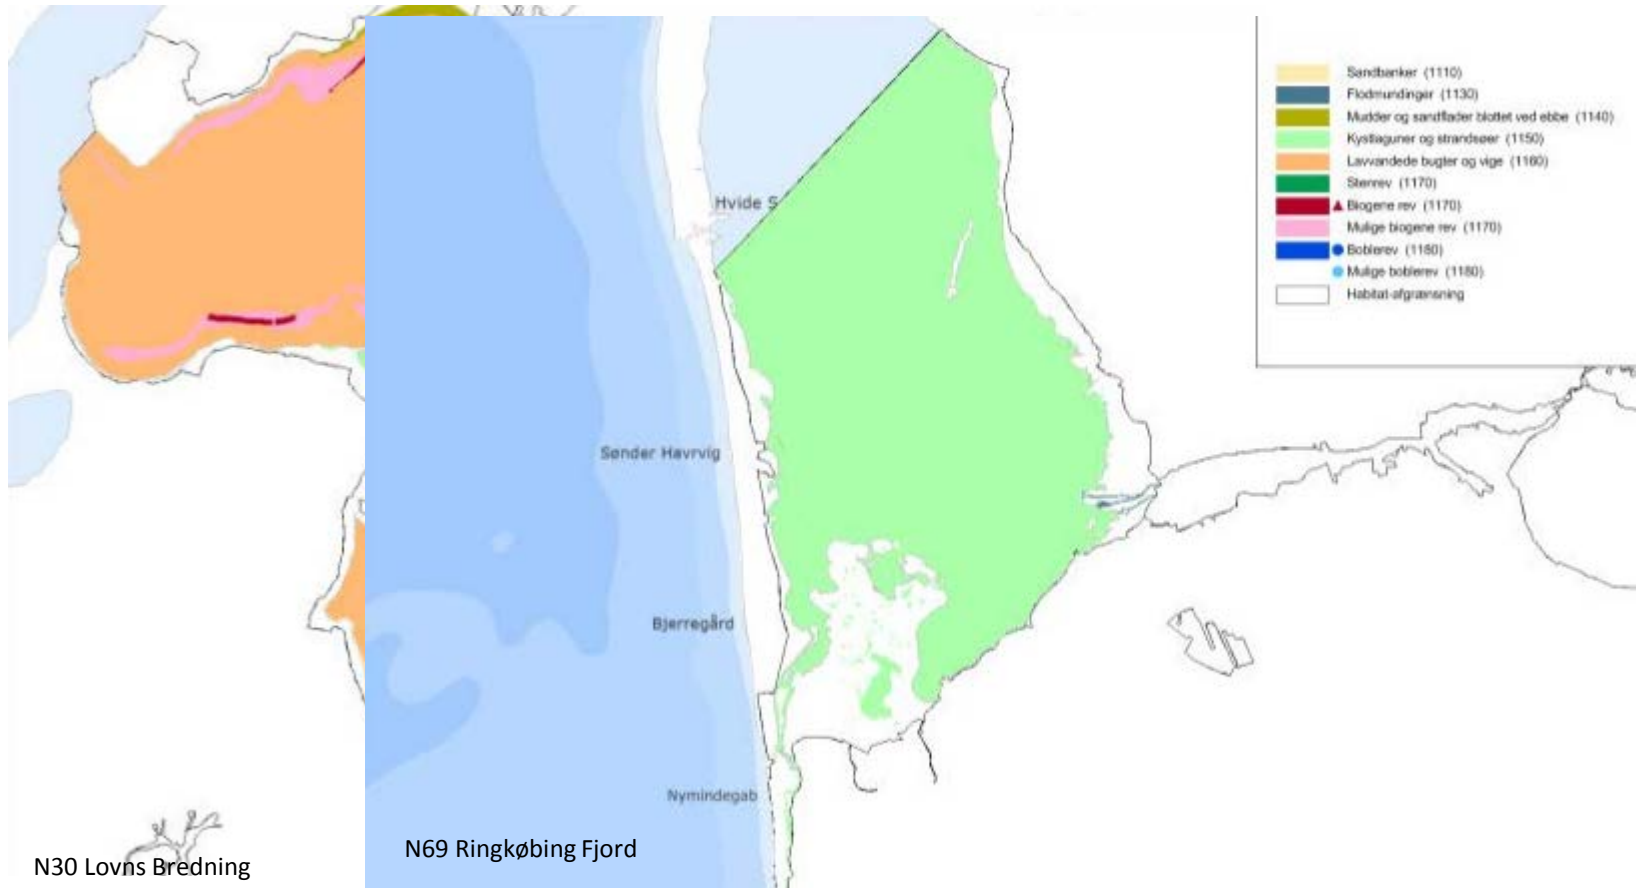 Sandbanker (1110)
Flodmundinger (1130)
Mudder og sandflader blottet ved ebbe (1140)
Kystlaguner og strandsøer (1150)
Lavvandede bugter og vige (1160)
Stenrev (1170)
Biogene rev (1170)
Mulige biogene rev (1170)
Boblerev (1180)
Mulige boblerev (1180)
Habitat-afgrænsning
Hvide S
Sønder Havrvig
Bjerregård
Nymindegab
N69 Ringkøbing Fjord
N30 Lovns Bredning